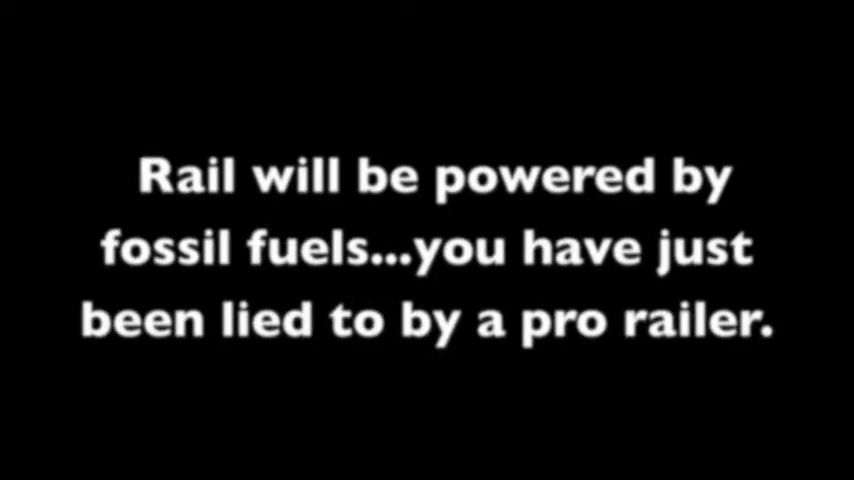 Rail will be powered by
fossil fuels...you have just
been lied to by a pro railer.